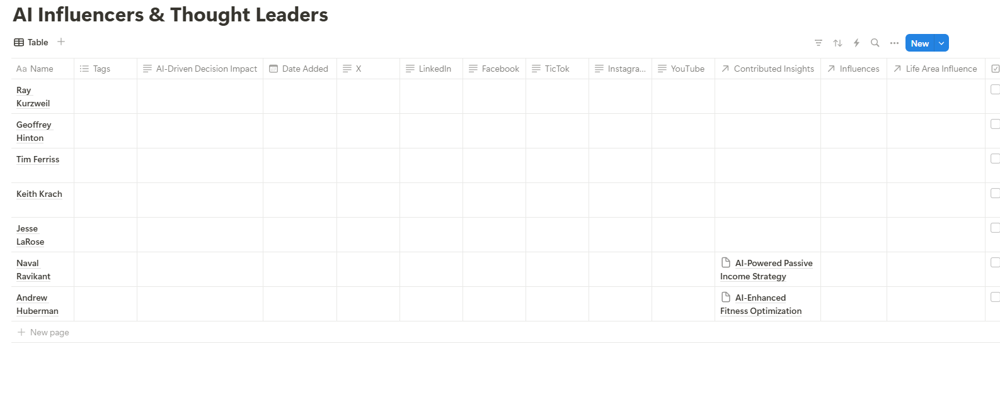 AI Influencers & Thought Leaders
Table
New
Aa Name Tags AI-Driven Decision Impact Date Added X LinkedIn Facebook TicTok Instagra... YouTube Contributed Insights Influences Life Area Influence
Ray
Kurzweil
Geoffrey
Hinton
Tim Ferriss
Keith Krach
Jesse
LaRose
Naval
Ravikant
AI-Powered Passive
Income Strategy
Andrew
Huberman
AI-Enhanced
Fitness Optimization
New page